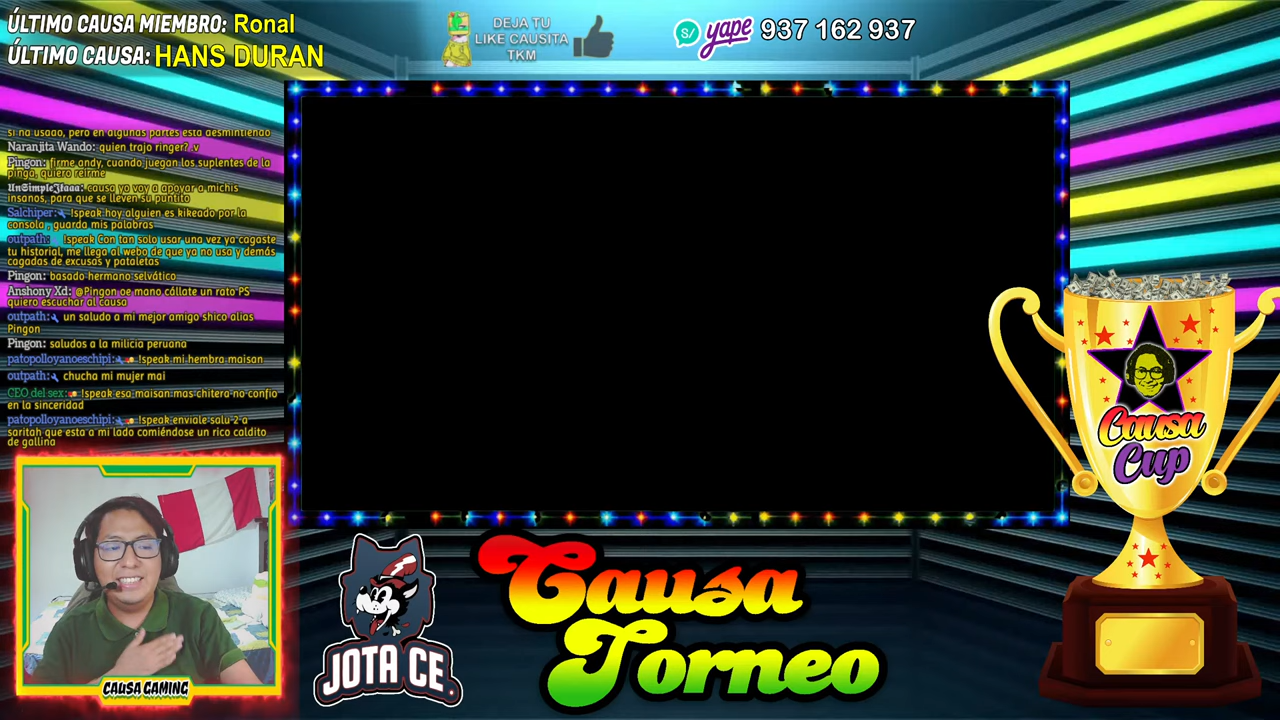 ÚLTIMO CAUSA MIEMBRO: Ronal
ÚLTIMO CAUSA: HANS DURAN
DEJA TU
LIKE CAUSITA
TKM
S/ yape 937 162 937
si ha usado, pero en algunas partes esta desmintiendo
Naranjita Wando: quien trajo ringer? .v
Pingon: firme andy, cuando juegan los suplentes de la
pinga, quiero reirme
UnSimpleJtaaa: causa yo voy a apoyar a michis
insanos, para que se lleven su puntito
Salchiper: !speak hoy alguien es kikeado por la
consola , guarda mis palabras
outpath: !speak Con tan solo usar una vez ya cagaste
tu historial, me llega al webo de que ya no usa y demás
cagadas de excusas y pataletas
Pingon: basado hermano selvático
Anshony Xd: @Pingon oe mano cállate un rato PS
quiero escuchar al causa
outpath: un saludo a mi mejor amigo shico alias
Pingon
Pingon: saludos a la milicia peruana
patopolloyanoeschipi: !speak mi hembra maisan
outpath: chucha mi mujer mai
CEO del sex: !speak esa maisan mas chitera no confio
en la sinceridad
patopolloyanoeschipi: !speak enviale salu 2 a
saritah que esta a mi lado comiéndose un rico caldito
de gallina
Causa
Cup
CAUSA GAMING
JOTA CE.
Causa
Torneo